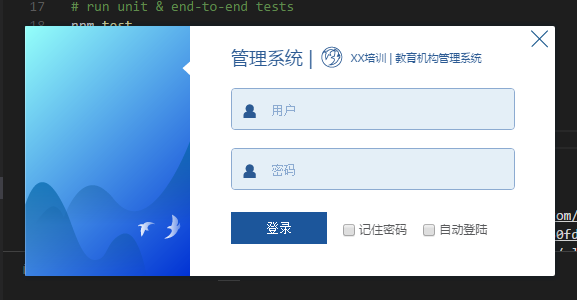 17 # run unit & end-to-end tests
18 npm test
管理系统 | XX培训 | 教育机构管理系统
用户
密码
登录 记住密码 自动登陆
om/
0fd